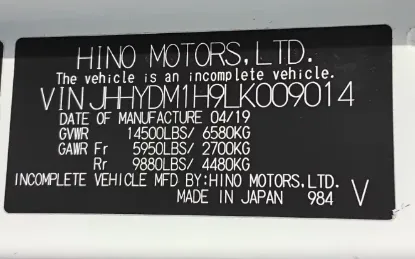 HINO MOTORS,LTD.
The vehicle is an incomplete vehicle.
VIN JHHYDM1H9LK009014
DATE OF MANUFACTURE 04/19
GVWR 14500LBS/ 6580KG
GAWR Fr 5950LBS/ 2700KG
Rr 9880LBS/ 4480KG
INCOMPLETE VEHICLE MFD BY:HINO MOTORS,LTD.
MADE IN JAPAN 984 V